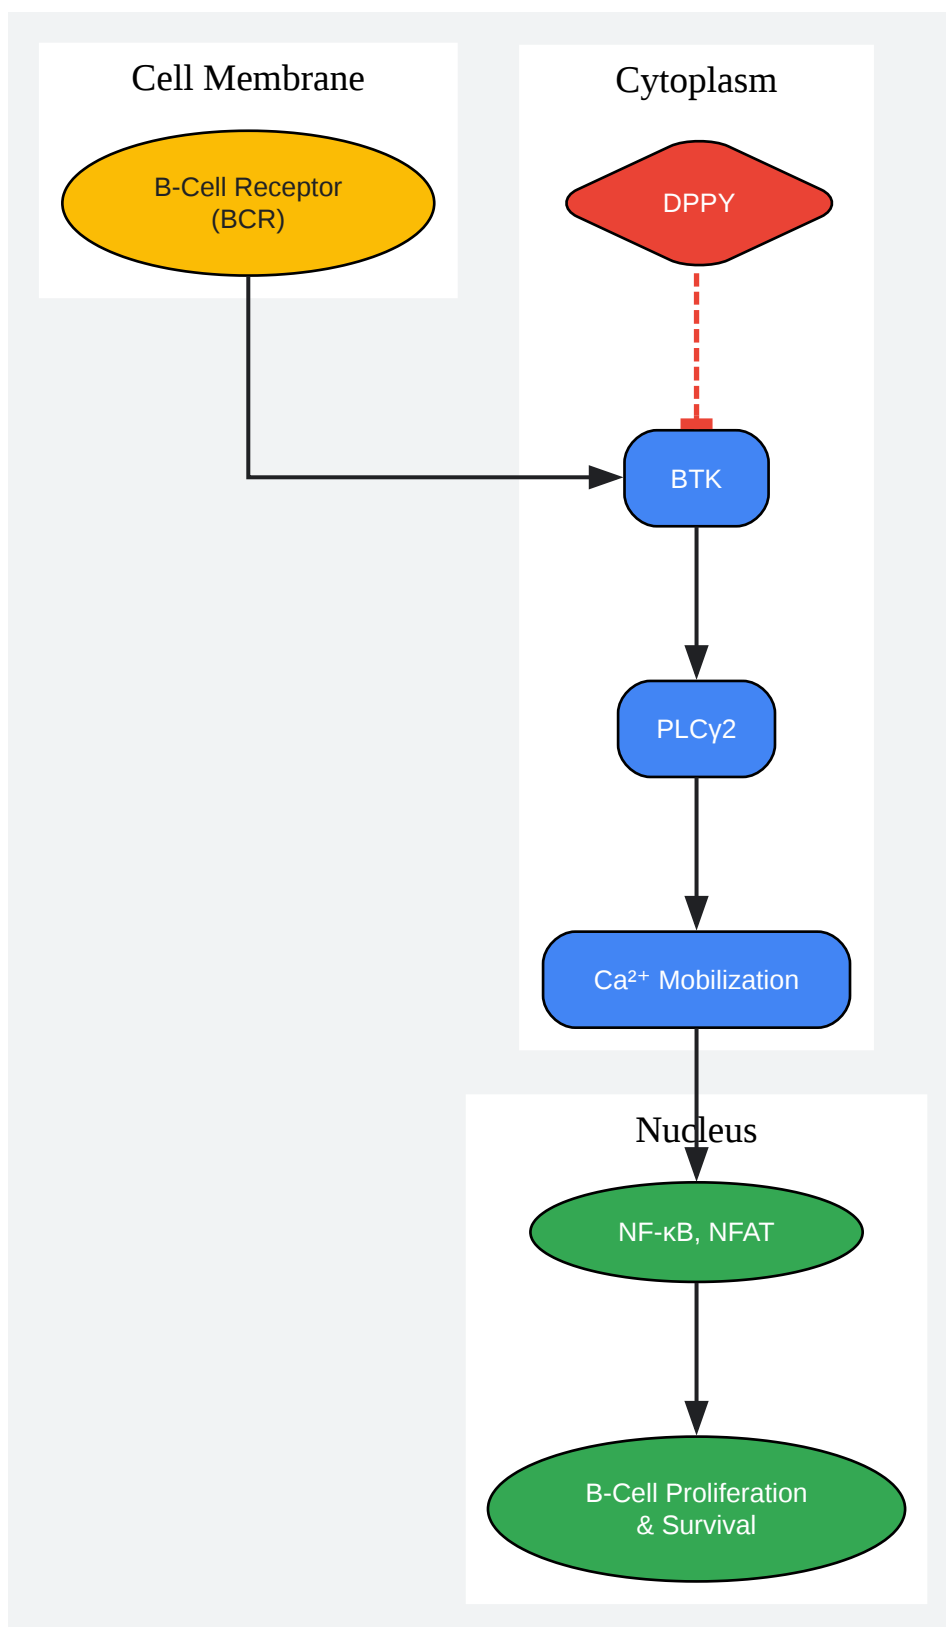 Cell Membrane
B-Cell Receptor
(BCR)
Cytoplasm
DPPY
BTK
PLCγ2
Ca²⁺ Mobilization
Nucleus
NF-κB, NFAT
B-Cell Proliferation
& Survival